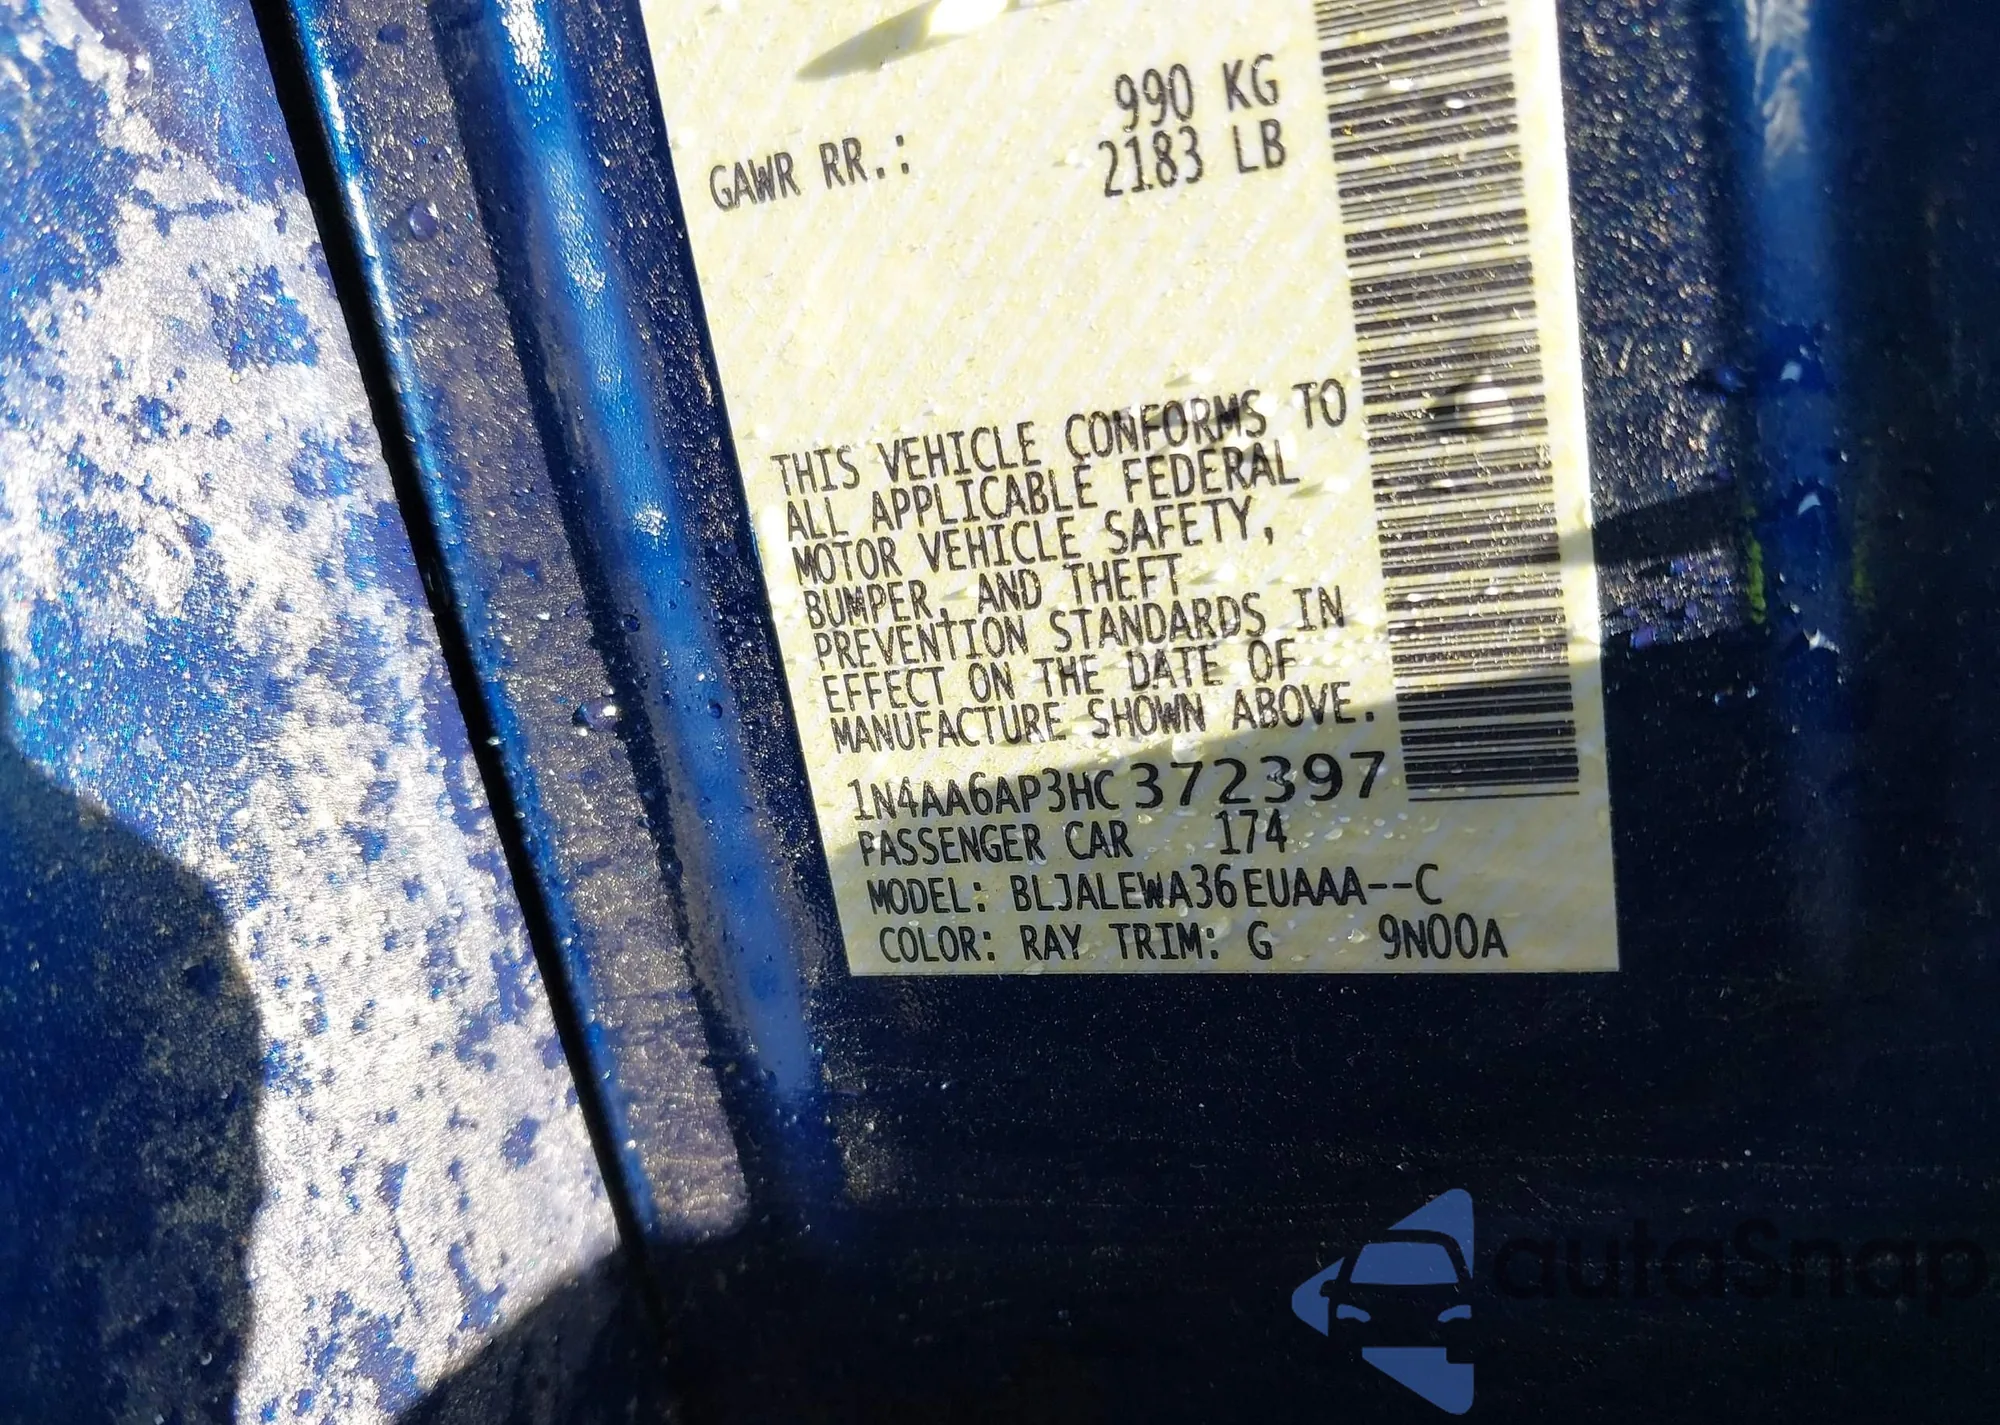 990 KG
GAWR RR.: 2183 LB
THIS VEHICLE CONFORMS TO
ALL APPLICABLE FEDERAL
MOTOR VEHICLE SAFETY,
BUMPER, AND THEFT
PREVENTION STANDARDS IN
EFFECT ON THE DATE OF
MANUFACTURE SHOWN ABOVE.
1N4AA6AP3HC372397
PASSENGER CAR 174
MODEL: BLJALEWA36EUAAA--C
COLOR: RAY TRIM: G 9N00A
autaSnap